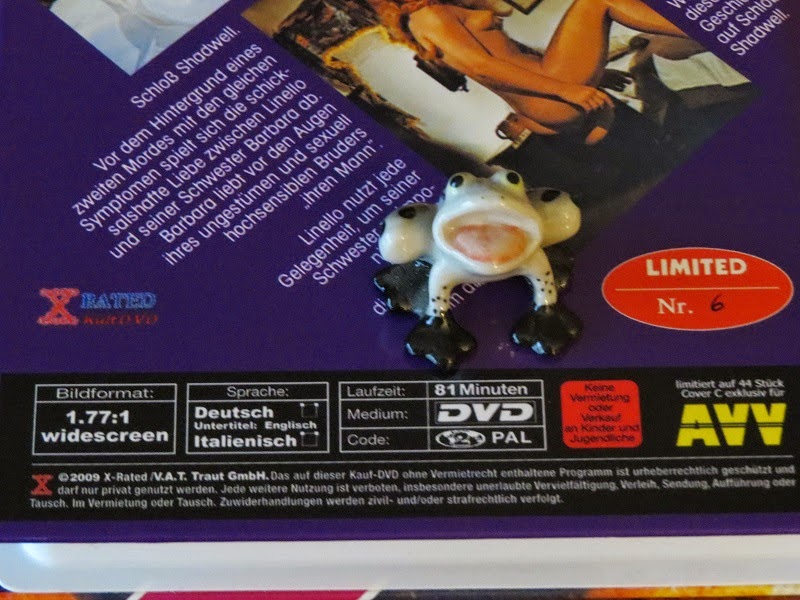 Schloß Shadwell.
Vor dem Hintergrund eines
zweiten Mordes mit den gleichen
Symptomen spielt sich die schick-
salshafte Liebe zwischen Linello
und seiner Schwester Barbara ab.
Barbara liebt vor den Augen
ihres ungestümen und sexuell
hochsensiblen Bruders
„ihren Mann“.
Linello nutzt jede
Gelegenheit, um seiner
Schwester
auf Schloß
Shadwell.
X RATED
Kult DVD
LIMITED
Nr. 6
Bildformat:
1.77:1
widescreen
Sprache:
Deutsch
Untertitel: Englisch
Italienisch
Laufzeit: 81 Minuten
Medium: DVD
Code: 2 PAL
Keine
Vermietung
oder
Verkauf
an Kinder und
Jugendliche
limitiert auf 44 Stück
Cover C exklusiv für
AVV
X ©2009 X-Rated /V.A.T. Traut GmbH. Das auf dieser Kauf-DVD ohne Vermietrecht enthaltene Programm ist urheberrechtlich geschützt und
darf nur privat genutzt werden. Jede weitere Nutzung ist verboten, insbesondere unerlaubte Vervielfältigung, Verleih, Sendung, Aufführung oder
Tausch. Im Vermietung oder Tausch. Zuwiderhandlungen werden zivil- und/oder strafrechtlich verfolgt.